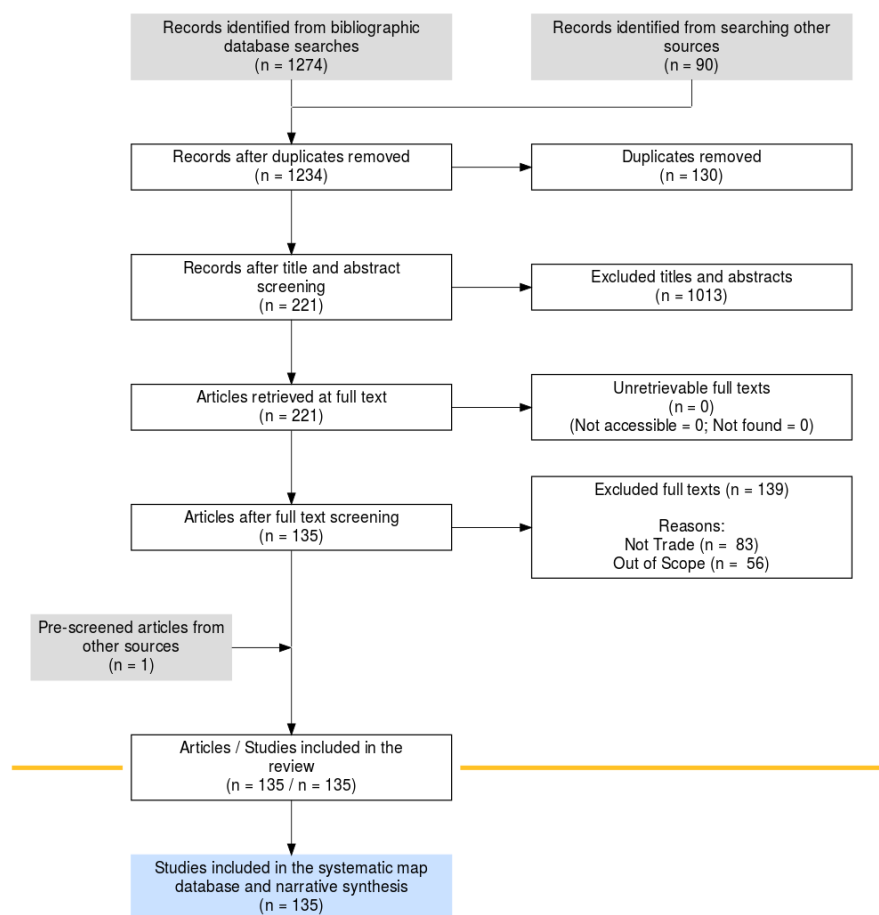 Records identified from bibliographic
database searches
(n = 1274)
Records identified from searching other
sources
(n = 90)
Records after duplicates removed
(n = 1234)
Duplicates removed
(n = 130)
Records after title and abstract
screening
(n = 221)
Excluded titles and abstracts
(n = 1013)
Articles retrieved at full text
(n = 221)
Unretrievable full texts
(n = 0)
(Not accessible = 0; Not found = 0)
Articles after full text screening
(n = 135)
Excluded full texts (n = 139)
Reasons:
Not Trade (n = 83)
Out of Scope (n = 56)
Pre-screened articles from
other sources
(n = 1)
Articles / Studies included in the
review
(n = 135 / n = 135)
Studies included in the systematic map
database and narrative synthesis
(n = 135)